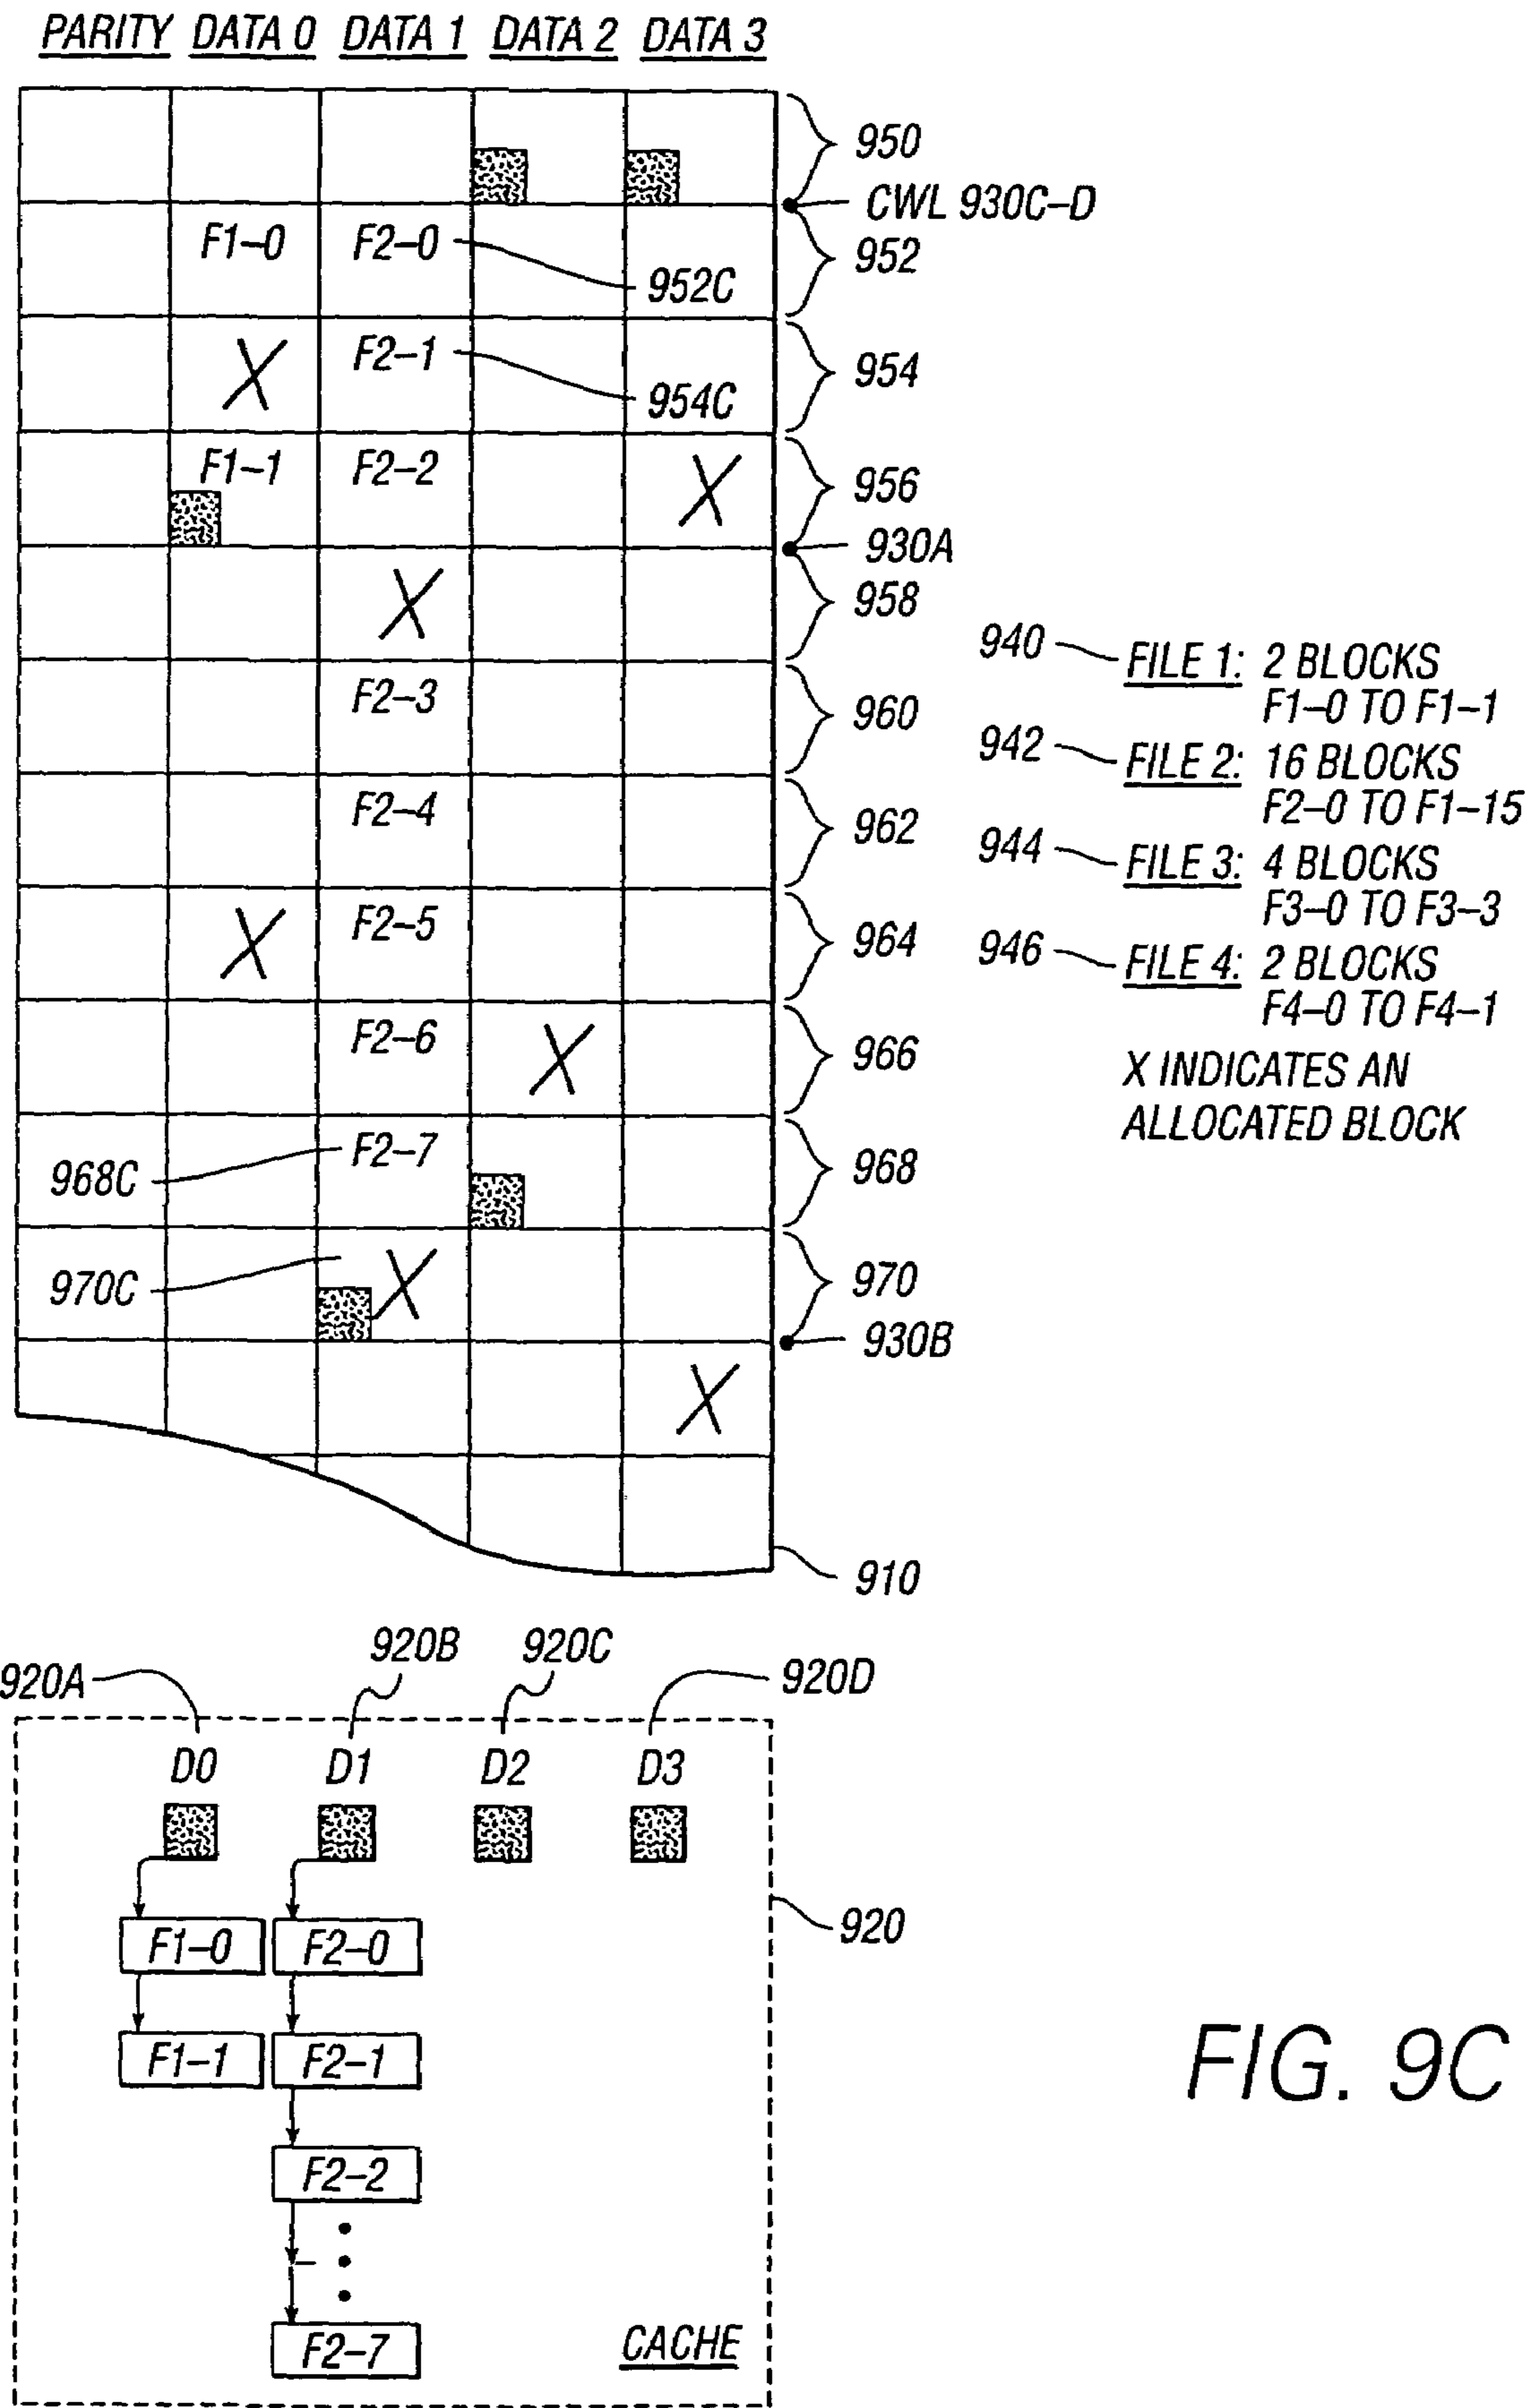 PARITY DATA 0 DATA 1 DATA 2 DATA 3
950
CWL 930C–D
F1–0 F2–0 952
952C
F2–1 954
954C
F1–1 F2–2 956
930A
958
F2–3 960
F2–4 962
F2–5 964
F2–6 966
F2–7 968
968C
970C 970
930B
910
940 FILE 1: 2 BLOCKS
F1–0 TO F1–1
942 FILE 2: 16 BLOCKS
F2–0 TO F1–15
944 FILE 3: 4 BLOCKS
F3–0 TO F3–3
946 FILE 4: 2 BLOCKS
F4–0 TO F4–1
X INDICATES AN
ALLOCATED BLOCK
920A 920B 920C 920D
D0 D1 D2 D3
F1–0 F2–0 920
F1–1 F2–1
F2–2
F2–7
CACHE
FIG. 9C